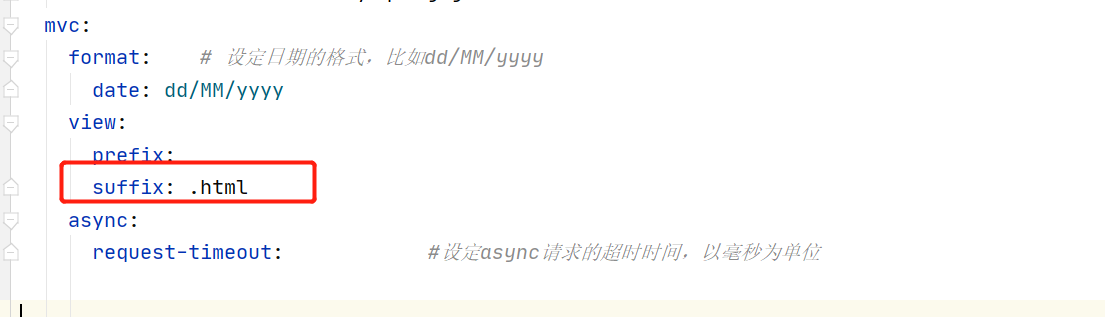 mvc:
format: # 设定日期的格式，比如dd/MM/yyyy
date: dd/MM/yyyy
view:
prefix:
suffix: .html
async:
request-timeout: #设定async请求的超时时间，以毫秒为单位